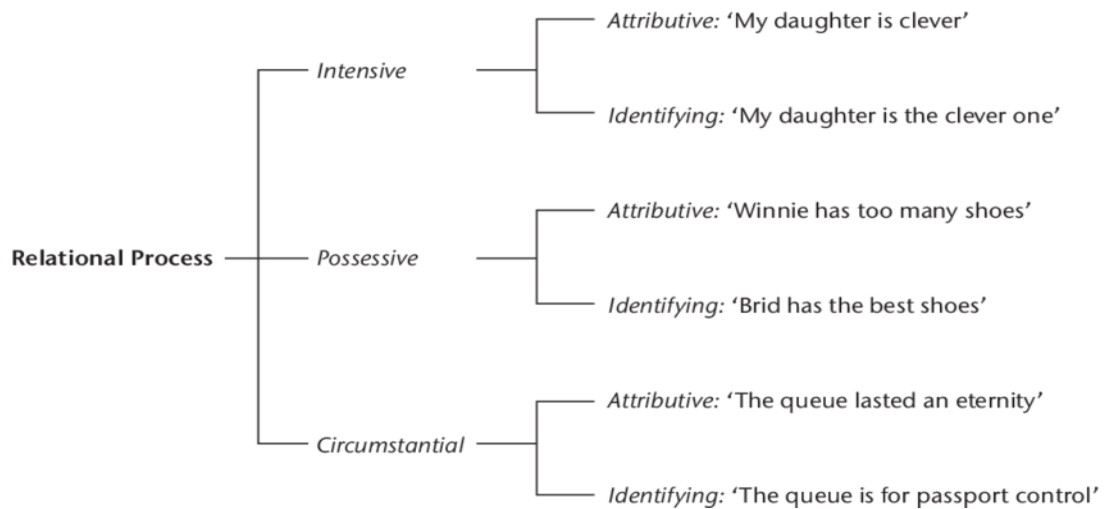 Attributive: ‘My daughter is clever’
Intensive
Identifying: ‘My daughter is the clever one’
Attributive: ‘Winnie has too many shoes’
Relational Process
Possessive
Identifying: ‘Brid has the best shoes’
Attributive: ‘The queue lasted an eternity’
Circumstantial
Identifying: ‘The queue is for passport control’